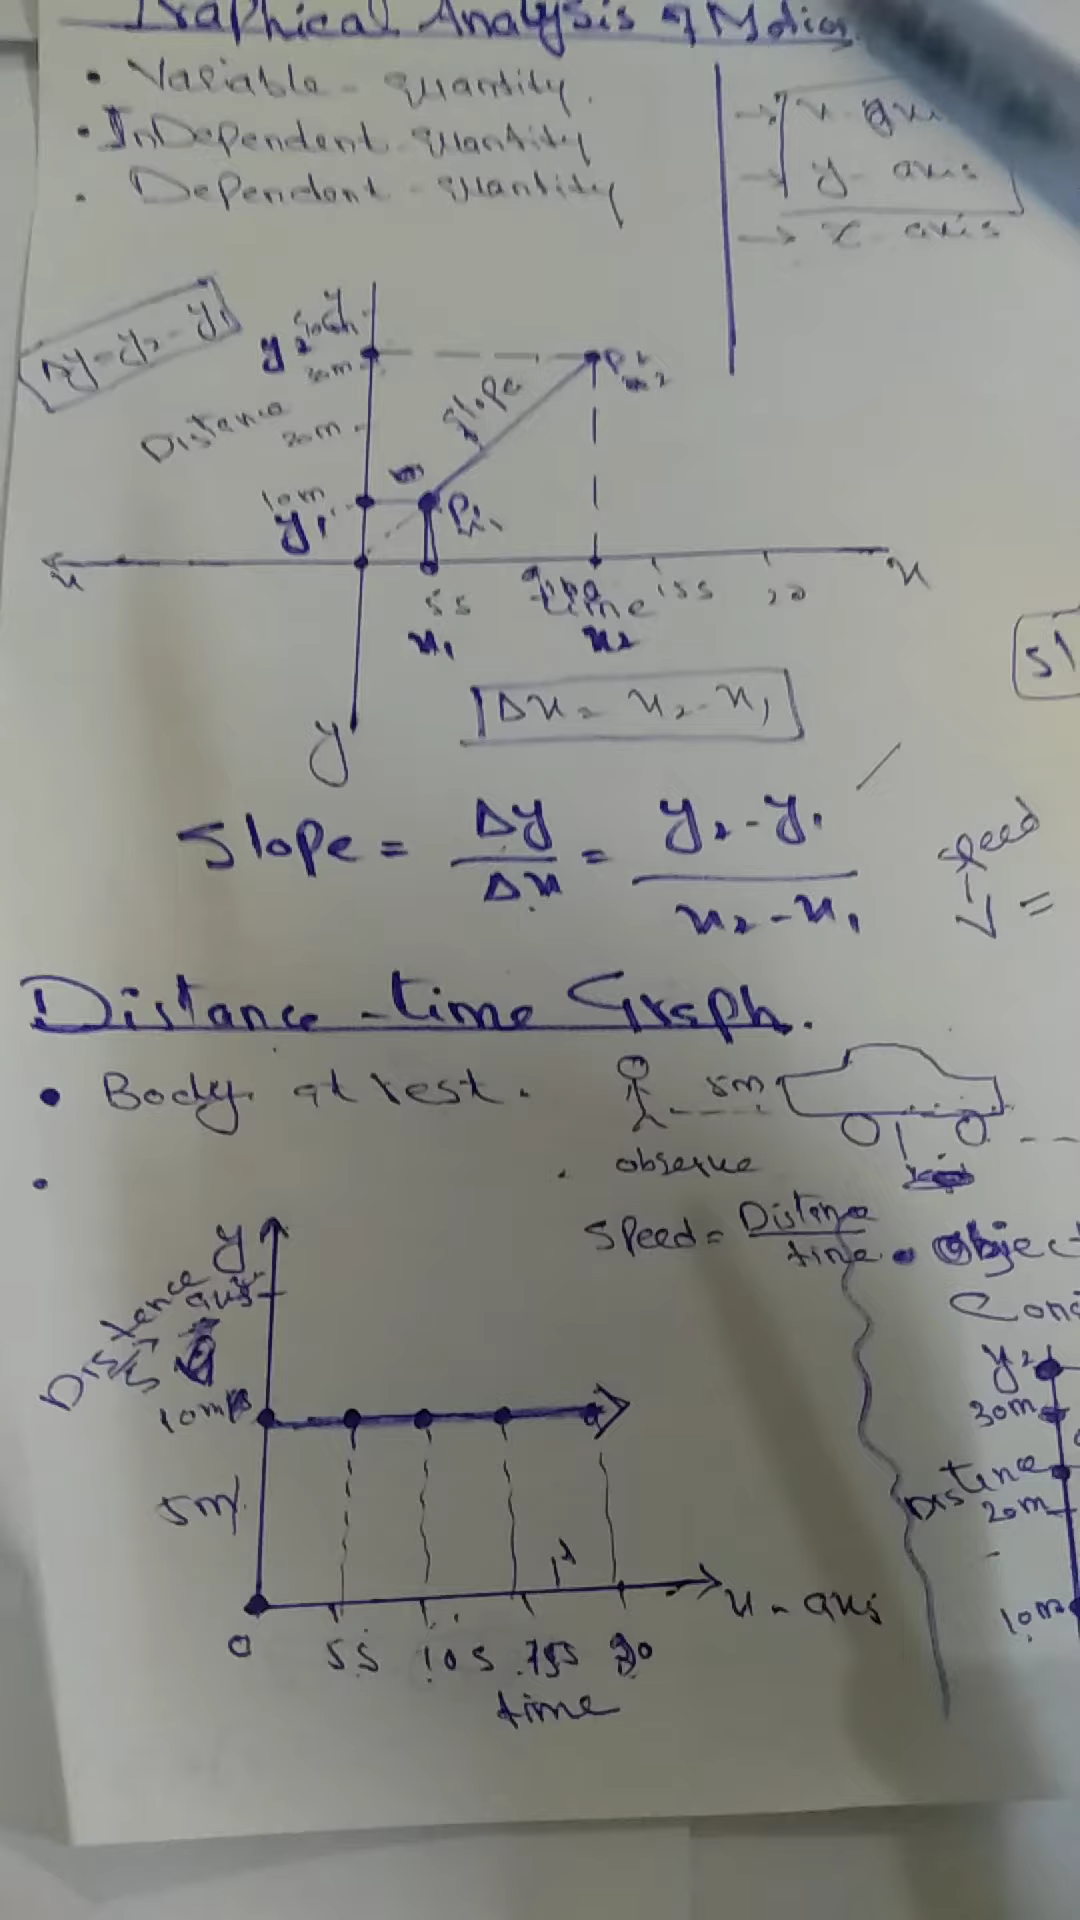 Graphical Analysis of Motion
• Variable - quantity.
• InDependent - quantity
• Dependent - quantity
→ x-axi
→ y-axis
→ x-axis
Δy = y₂ - y₁
y
y₂
30m
Distance
20m
slope
P₂
10m
y₁
P₁
x
x
5s
time
15s
20
x₁
x₂
Δx = x₂ - x₁
y
Sl
Slope = Δy/Δx = y₂ - y₁ / x₂ - x₁
speed
V =
Distance - time Graph.
• Body at rest.
5m
observe
Speed = Distance / time
• Object
Cons
y axis
Distance
10m
5m
0
5s
10s
15s
20
x - axis
time
y₂
30m
Distance
20m
10m